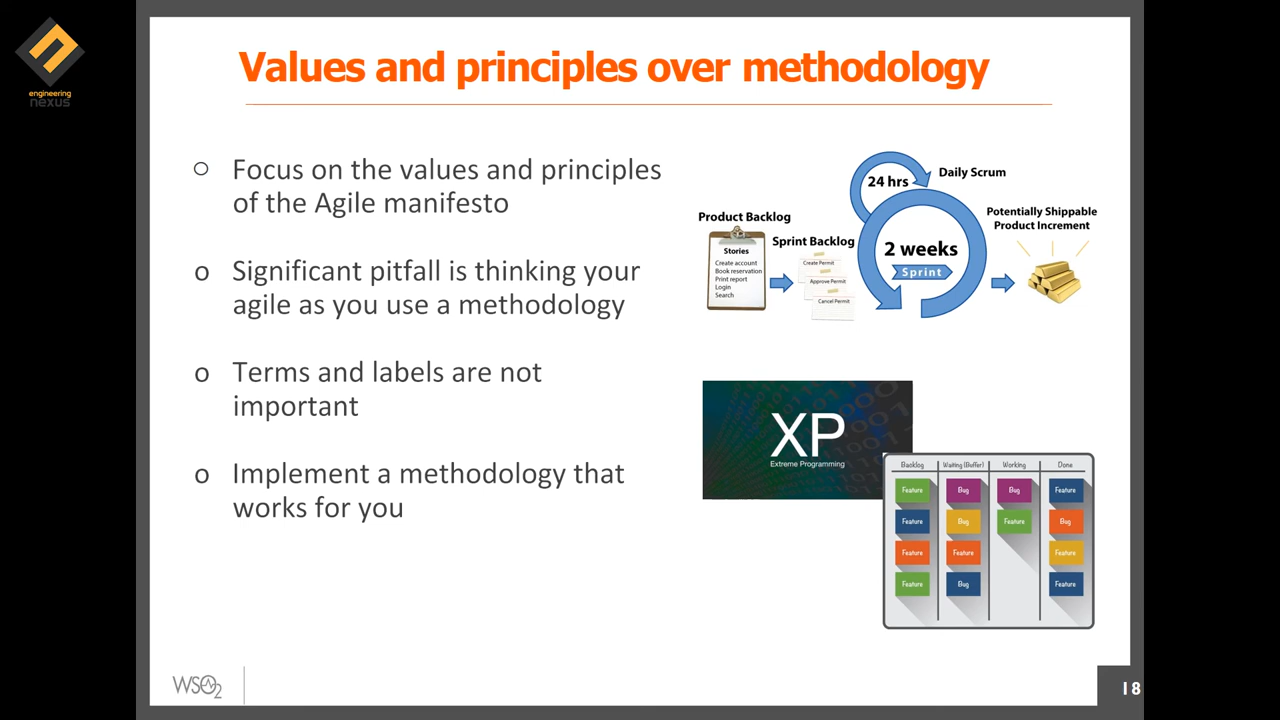 engineering
nexus
Values and principles over methodology
o Focus on the values and principles
of the Agile manifesto
o Significant pitfall is thinking your
agile as you use a methodology
o Terms and labels are not
important
o Implement a methodology that
works for you
24 hrs
Daily Scrum
Product Backlog
Stories
Create account
Book reservation
Print report
Login
Search
Sprint Backlog
Create Permit
Approve Permit
Cancel Permit
2 weeks
Sprint
Potentially Shippable
Product Increment
XP
Extreme Programming
Backlog Waiting (Buffer) Working Done
Feature Bug Bug Feature
Feature Bug Feature Bug
Feature Feature Feature
Feature Bug Feature
WSO2
18